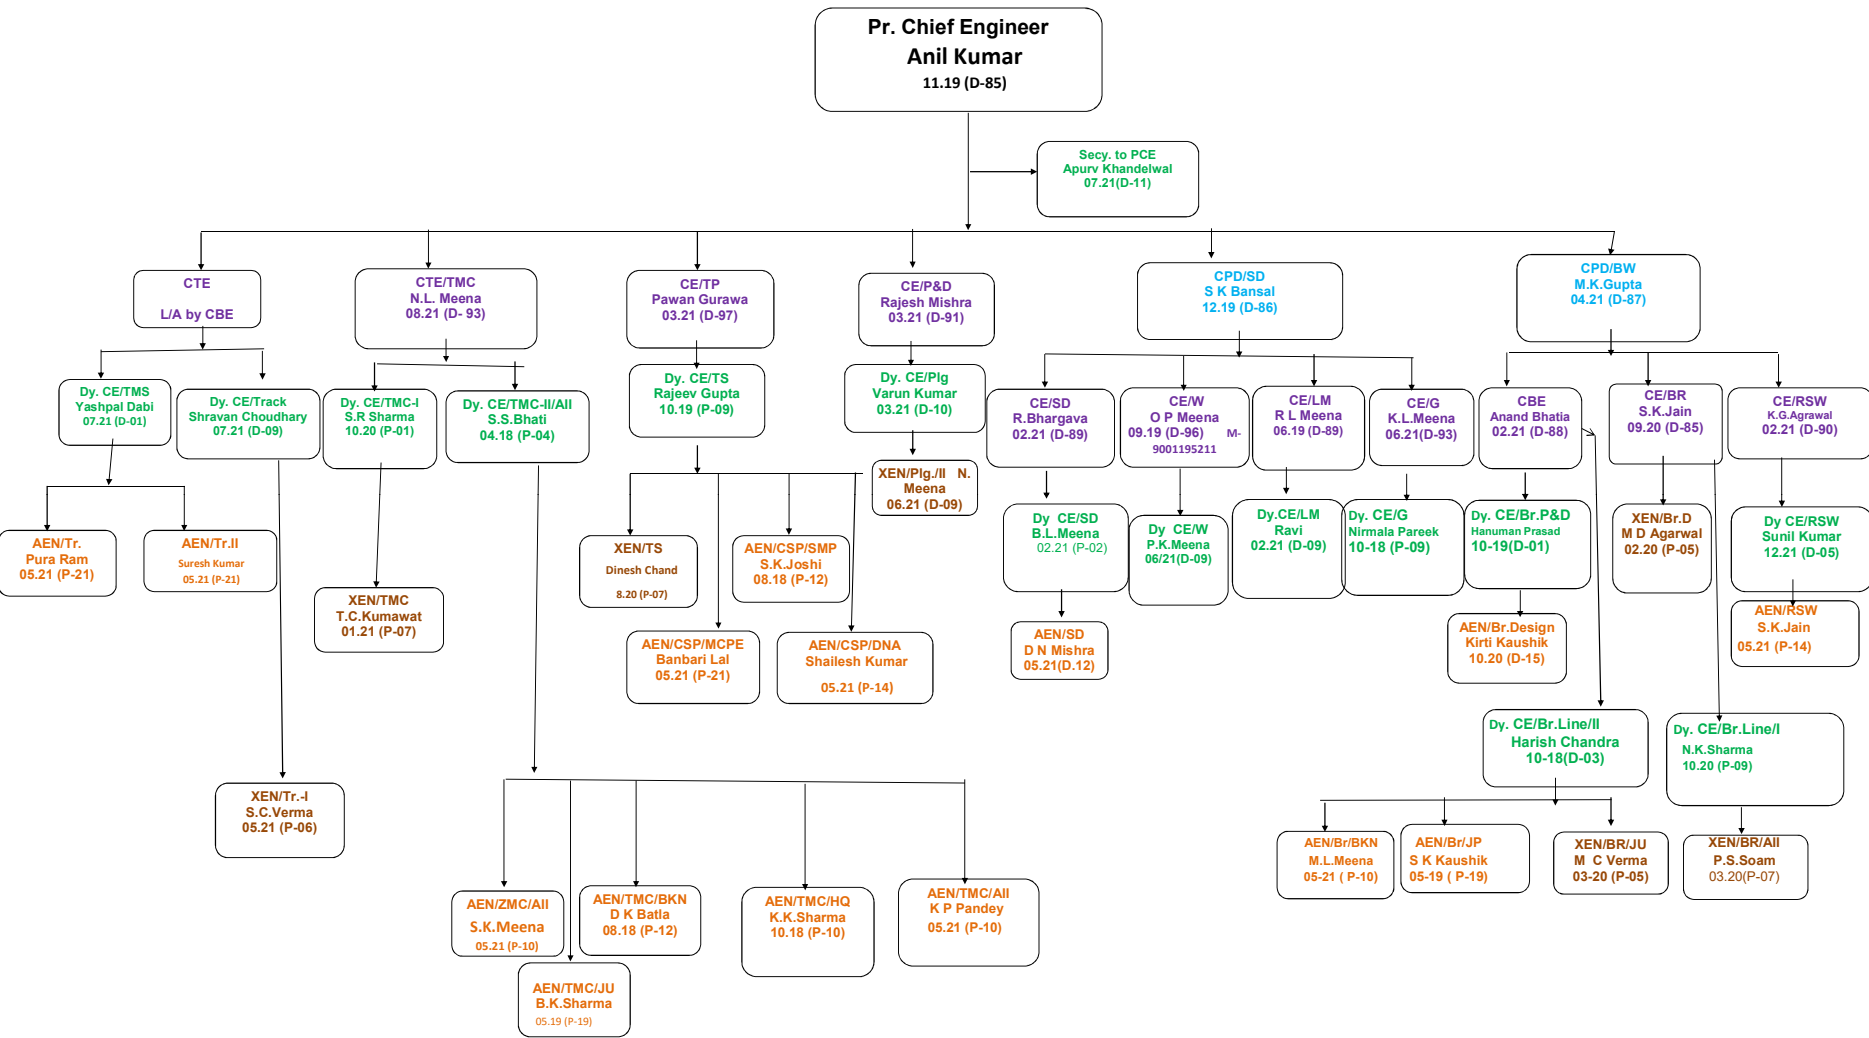 Pr. Chief Engineer
Anil Kumar
11.19 (D-85)
Secy. to PCE
Apurv Khandelwal
07.21(D-11)
CTE
L/A by CBE
CTE/TMC
N.L. Meena
08.21 (D- 93)
CE/TP
Pawan Gurawa
03.21 (D-97)
CE/P&D
Rajesh Mishra
03.21 (D-91)
CPD/SD
S K Bansal
12.19 (D-86)
CPD/BW
M.K.Gupta
04.21 (D-87)
Dy. CE/TMS
Yashpal Dabi
07.21 (D-01)
Dy. CE/Track
Shravan Choudhary
07.21 (D-09)
Dy. CE/TMC-I
S.R Sharma
10.20 (P-01)
Dy. CE/TMC-II/AII
S.S.Bhati
04.18 (P-04)
Dy. CE/TS
Rajeev Gupta
10.19 (P-09)
Dy. CE/Plg
Varun Kumar
03.21 (D-10)
CE/SD
R.Bhargava
02.21 (D-89)
CE/W
O P Meena
09.19 (D-96) M-
9001195211
CE/LM
R L Meena
06.19 (D-89)
CE/G
K.L.Meena
06.21(D-93)
CBE
Anand Bhatia
02.21 (D-88)
CE/BR
S.K.Jain
09.20 (D-85)
CE/RSW
K.G.Agrawal
02.21 (D-90)
XEN/Plg./II N.
Meena
06.21 (D-09)
Dy CE/SD
B.L.Meena
02.21 (P-02)
Dy CE/W
P.K.Meena
06/21(D-09)
Dy.CE/LM
Ravi
02.21 (D-09)
Dy. CE/G
Nirmala Pareek
10-18 (P-09)
Dy. CE/Br.P&D
Hanuman Prasad
10-19(D-01)
XEN/Br.D
M D Agarwal
02.20 (P-05)
Dy CE/RSW
Sunil Kumar
12.21 (D-05)
AEN/Tr.
Pura Ram
05.21 (P-21)
AEN/Tr.II
Suresh Kumar
05.21 (P-21)
XEN/TMC
T.C.Kumawat
01.21 (P-07)
XEN/TS
Dinesh Chand
8.20 (P-07)
AEN/CSP/SMP
S.K.Joshi
08.18 (P-12)
AEN/CSP/MCPE
Banbari Lal
05.21 (P-21)
AEN/CSP/DNA
Shailesh Kumar
05.21 (P-14)
AEN/SD
D N Mishra
05.21(D.12)
AEN/Br.Design
Kirti Kaushik
10.20 (D-15)
AEN/RSW
S.K.Jain
05.21 (P-14)
Dy. CE/Br.Line/II
Harish Chandra
10-18(D-03)
Dy. CE/Br.Line/I
N.K.Sharma
10.20 (P-09)
XEN/Tr.-I
S.C.Verma
05.21 (P-06)
AEN/Br/BKN
M.L.Meena
05-21 ( P-10)
AEN/Br/JP
S K Kaushik
05-19 ( P-19)
XEN/BR/JU
M C Verma
03-20 (P-05)
XEN/BR/AII
P.S.Soam
03.20(P-07)
AEN/ZMC/AII
S.K.Meena
05.21 (P-10)
AEN/TMC/BKN
D K Batla
08.18 (P-12)
AEN/TMC/HQ
K.K.Sharma
10.18 (P-10)
AEN/TMC/AII
K P Pandey
05.21 (P-10)
AEN/TMC/JU
B.K.Sharma
05.19 (P-19)